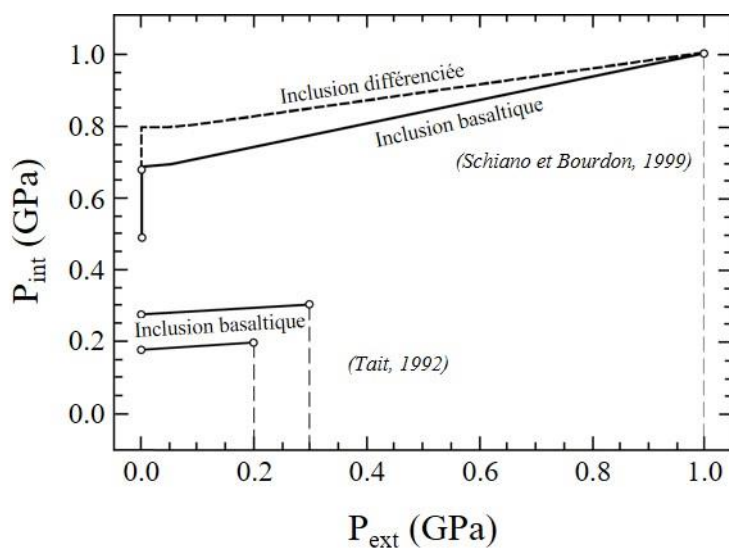 1.0
0.8
0.6
0.4
0.2
0.0
P_int (GPa)
Inclusion différenciée
Inclusion basaltique
(Schiano et Bourdon, 1999)
Inclusion basaltique
(Tait, 1992)
0.0 0.2 0.4 0.6 0.8 1.0
P_ext (GPa)